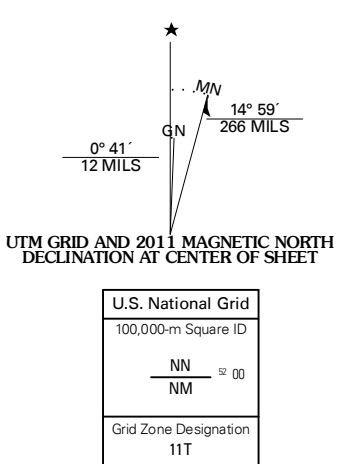 ★
MN
14° 59´
266 MILS
GN
0° 41´
12 MILS
UTM GRID AND 2011 MAGNETIC NORTH
DECLINATION AT CENTER OF SHEET
U.S. National Grid
100,000-m Square ID
NN
52 00
NM
Grid Zone Designation
11T